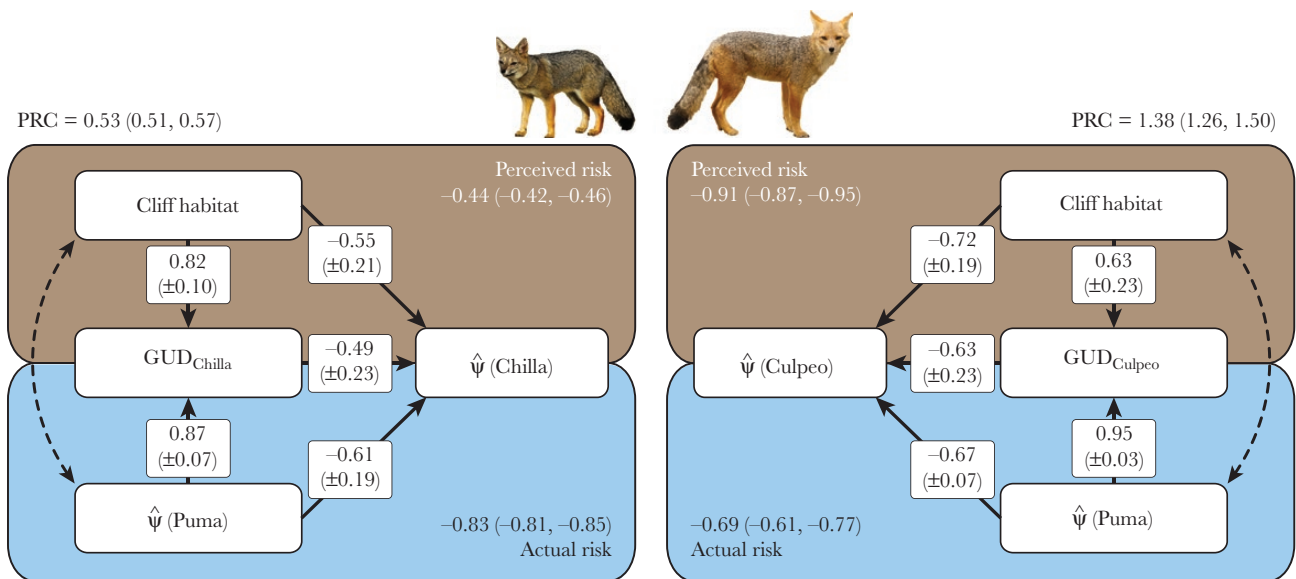 PRC = 0.53 (0.51, 0.57)
Perceived risk
–0.44 (–0.42, –0.46)
Cliff habitat
–0.55
(±0.21)
0.82
(±0.10)
GUD_Chilla
–0.49
(±0.23)
ψ̂ (Chilla)
0.87
(±0.07)
–0.61
(±0.19)
ψ̂ (Puma)
–0.83 (–0.81, –0.85)
Actual risk
PRC = 1.38 (1.26, 1.50)
Perceived risk
–0.91 (–0.87, –0.95)
Cliff habitat
–0.72
(±0.19)
0.63
(±0.23)
ψ̂ (Culpeo)
–0.63
(±0.23)
GUD_Culpeo
–0.67
(±0.07)
0.95
(±0.03)
ψ̂ (Puma)
–0.69 (–0.61, –0.77)
Actual risk